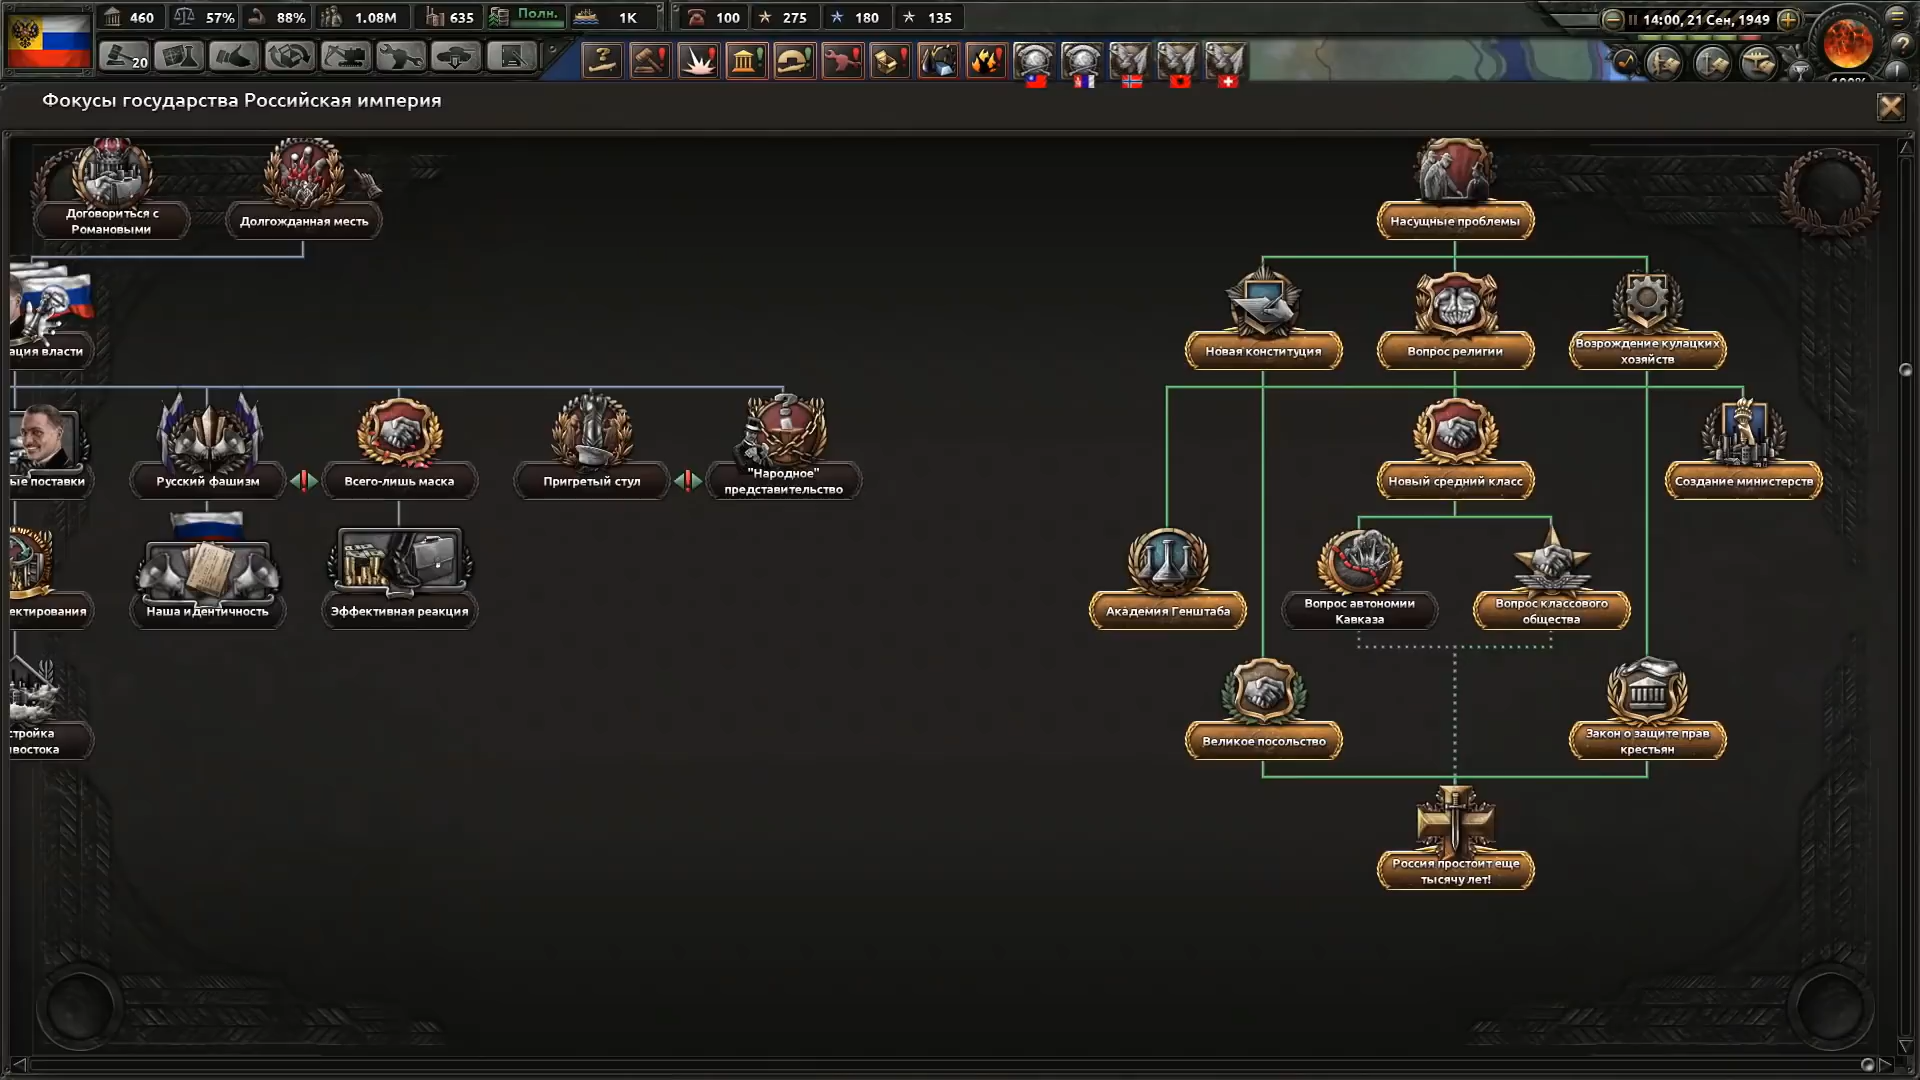 460
57%
88%
1.08M
635
Полн.
1K
100
275
180
135
14:00, 21 Сен, 1949
20
100%
Фокусы государства Российская империя
Договориться с
Романовыми
Долгожданная месть
Насущные проблемы
ация власти
Новая конституция
Вопрос религии
Возрождение кулацких
хозяйств
ые поставки
Русский фашизм
Всего-лишь маска
Пригретый стул
"Народное"
представительство
Новый средний класс
Создание министерств
ектирования
Наша идентичность
Эффективная реакция
Академия Генштаба
Вопрос автономии
Кавказа
Вопрос классового
общества
стройка
ивостока
Великое посольство
Закон о защите прав
крестьян
Россия простоит еще
тысячу лет!